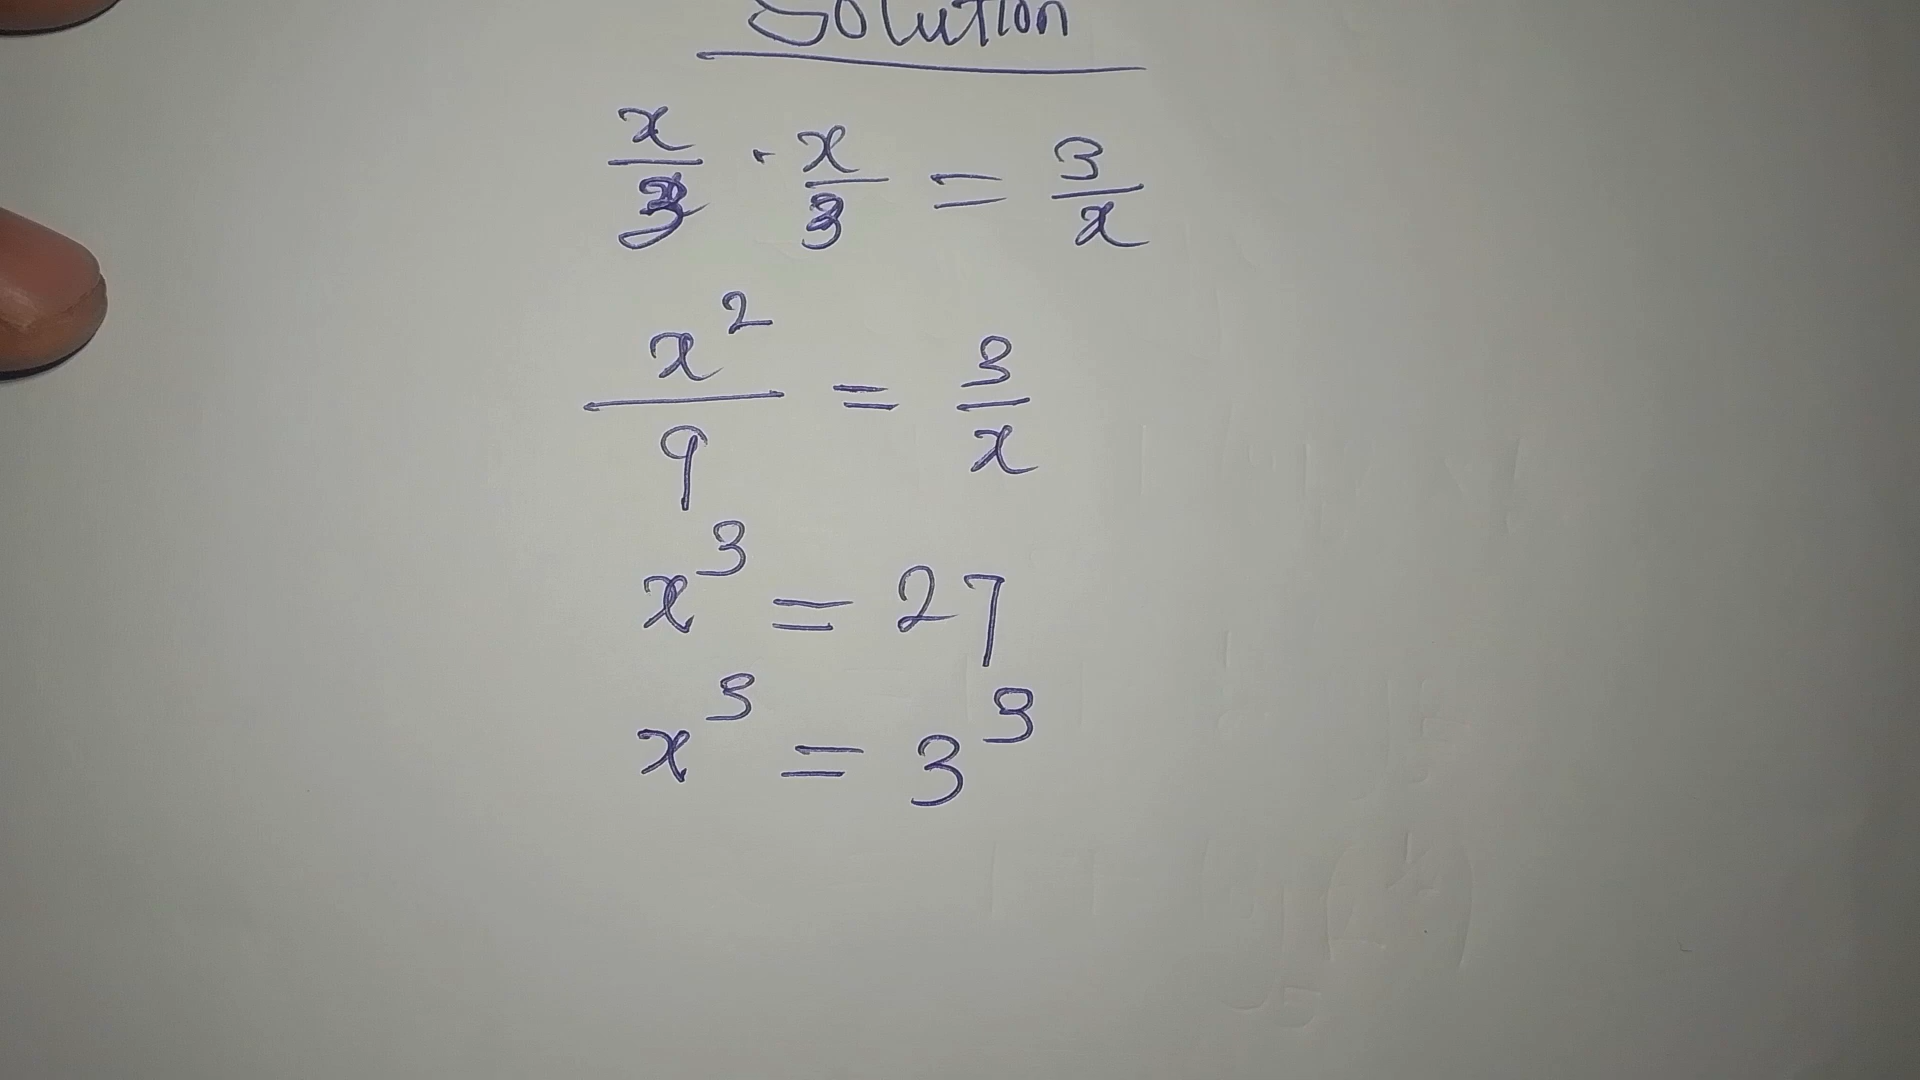 Solution
x/3 · x/3 = 3/x
x²/9 = 3/x
x³ = 27
x³ = 3³